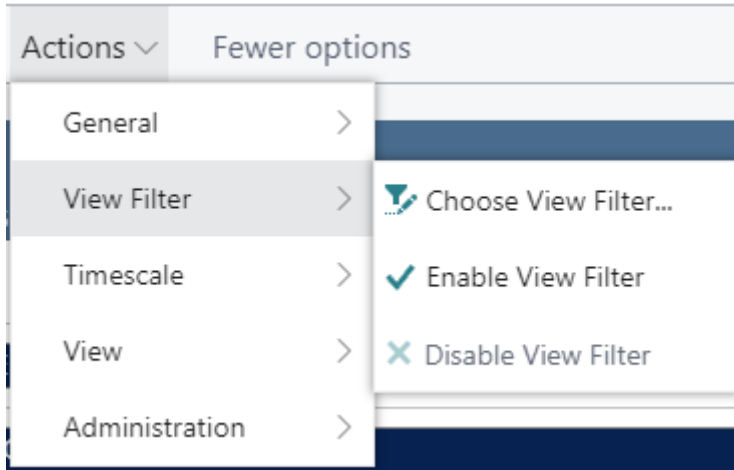 Actions Fewer options
General
View Filter
Choose View Filter...
Enable View Filter
Disable View Filter
Timescale
View
Administration